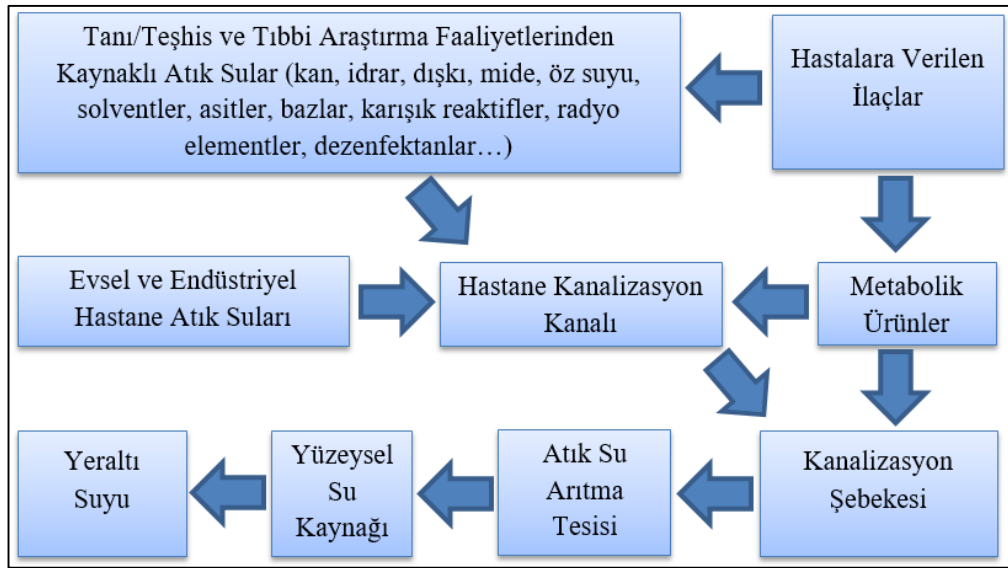 Tanı/Teşhis ve Tıbbi Araştırma Faaliyetlerinden
Kaynaklı Atık Sular (kan, idrar, dışkı, mide, öz suyu,
solventler, asitler, bazlar, karışık reaktifler, radyo
elementler, dezenfektanlar…)
Hastalara Verilen
İlaçlar
Evsel ve Endüstriyel
Hastane Atık Suları
Hastane Kanalizasyon
Kanalı
Metabolik
Ürünler
Yeraltı
Suyu
Yüzeysel
Su
Kaynağı
Atık Su
Arıtma
Tesisi
Kanalizasyon
Şebekesi